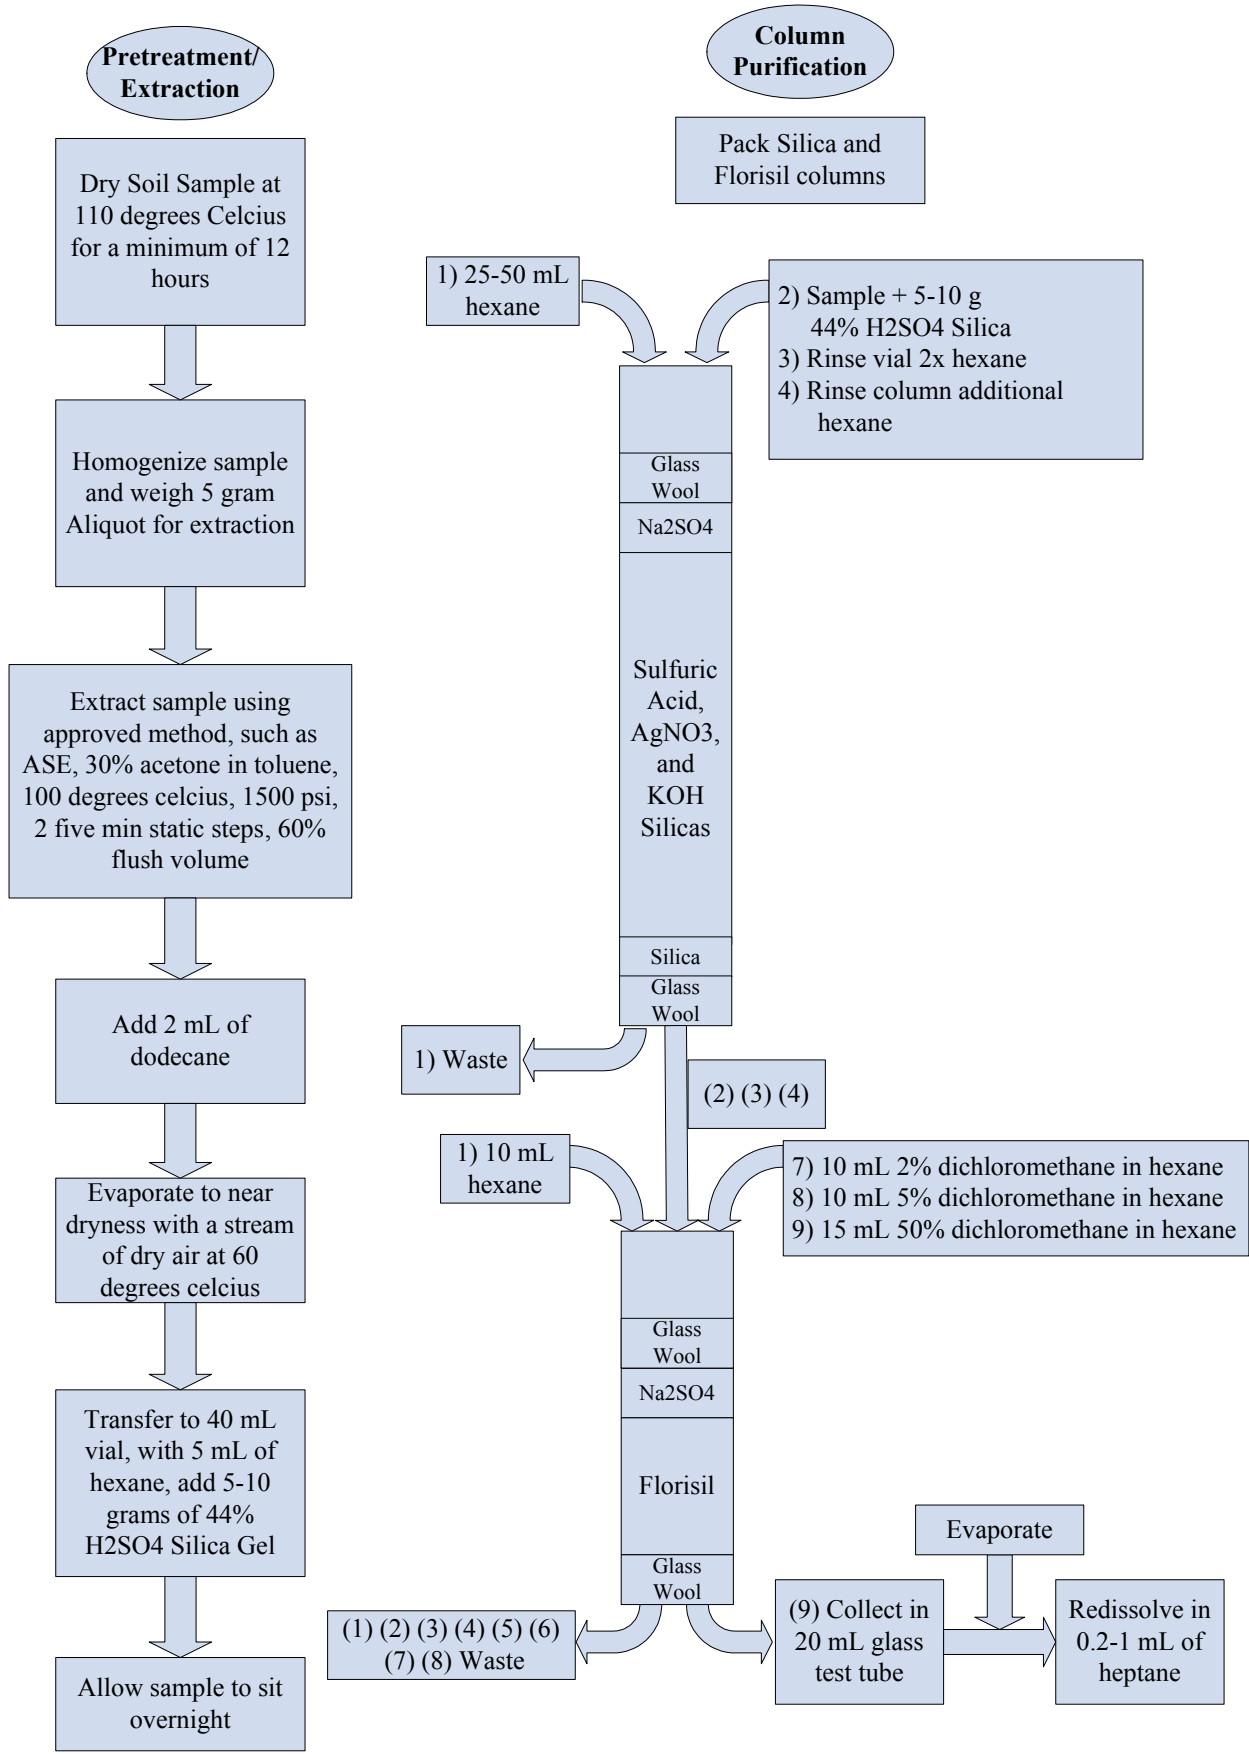 Pretreatment/
Extraction
Dry Soil Sample at
110 degrees Celcius
for a minimum of 12
hours
Homogenize sample
and weigh 5 gram
Aliquot for extraction
Extract sample using
approved method, such as
ASE, 30% acetone in toluene,
100 degrees celcius, 1500 psi,
2 five min static steps, 60%
flush volume
Add 2 mL of
dodecane
Evaporate to near
dryness with a stream
of dry air at 60
degrees celcius
Transfer to 40 mL
vial, with 5 mL of
hexane, add 5-10
grams of 44%
H2SO4 Silica Gel
Allow sample to sit
overnight
Column
Purification
Pack Silica and
Florisil columns
1) 25-50 mL
hexane
2) Sample + 5-10 g
44% H2SO4 Silica
3) Rinse vial 2x hexane
4) Rinse column additional
hexane
Glass
Wool
Na2SO4
Sulfuric
Acid,
AgNO3,
and
KOH
Silicas
Silica
Glass
Wool
1) Waste
(2) (3) (4)
1) 10 mL
hexane
7) 10 mL 2% dichloromethane in hexane
8) 10 mL 5% dichloromethane in hexane
9) 15 mL 50% dichloromethane in hexane
Glass
Wool
Na2SO4
Florisil
Glass
Wool
(1) (2) (3) (4) (5) (6)
(7) (8) Waste
(9) Collect in
20 mL glass
test tube
Evaporate
Redissolve in
0.2-1 mL of
heptane